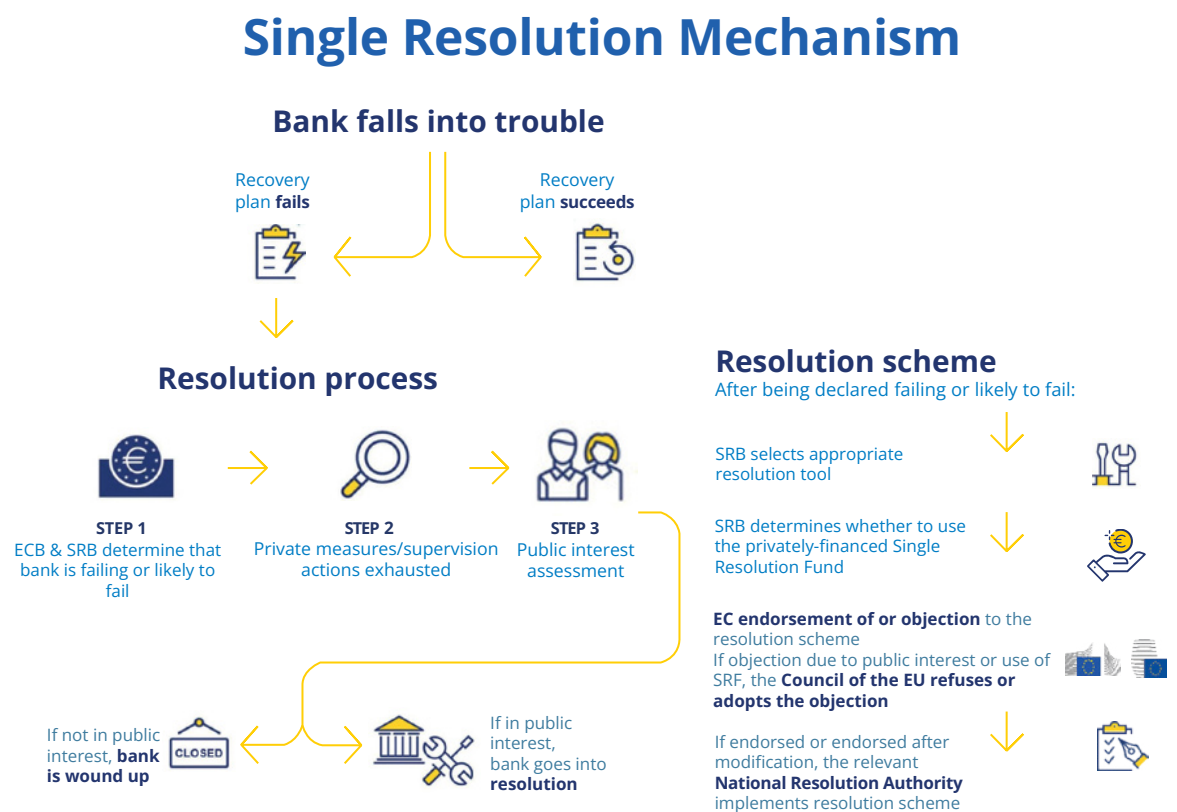 Single Resolution Mechanism
Bank falls into trouble
Recovery
plan fails
Recovery
plan succeeds
Resolution process
STEP 1
ECB & SRB determine that
bank is failing or likely to
fail
STEP 2
Private measures/supervision
actions exhausted
STEP 3
Public interest
assessment
If not in public
interest, bank
is wound up
CLOSED
If in public
interest,
bank goes into
resolution
Resolution scheme
After being declared failing or likely to fail:
SRB selects appropriate
resolution tool
SRB determines whether to use
the privately-financed Single
Resolution Fund
EC endorsement of or objection to the
resolution scheme
If objection due to public interest or use of
SRF, the Council of the EU refuses or
adopts the objection
If endorsed or endorsed after
modification, the relevant
National Resolution Authority
implements resolution scheme